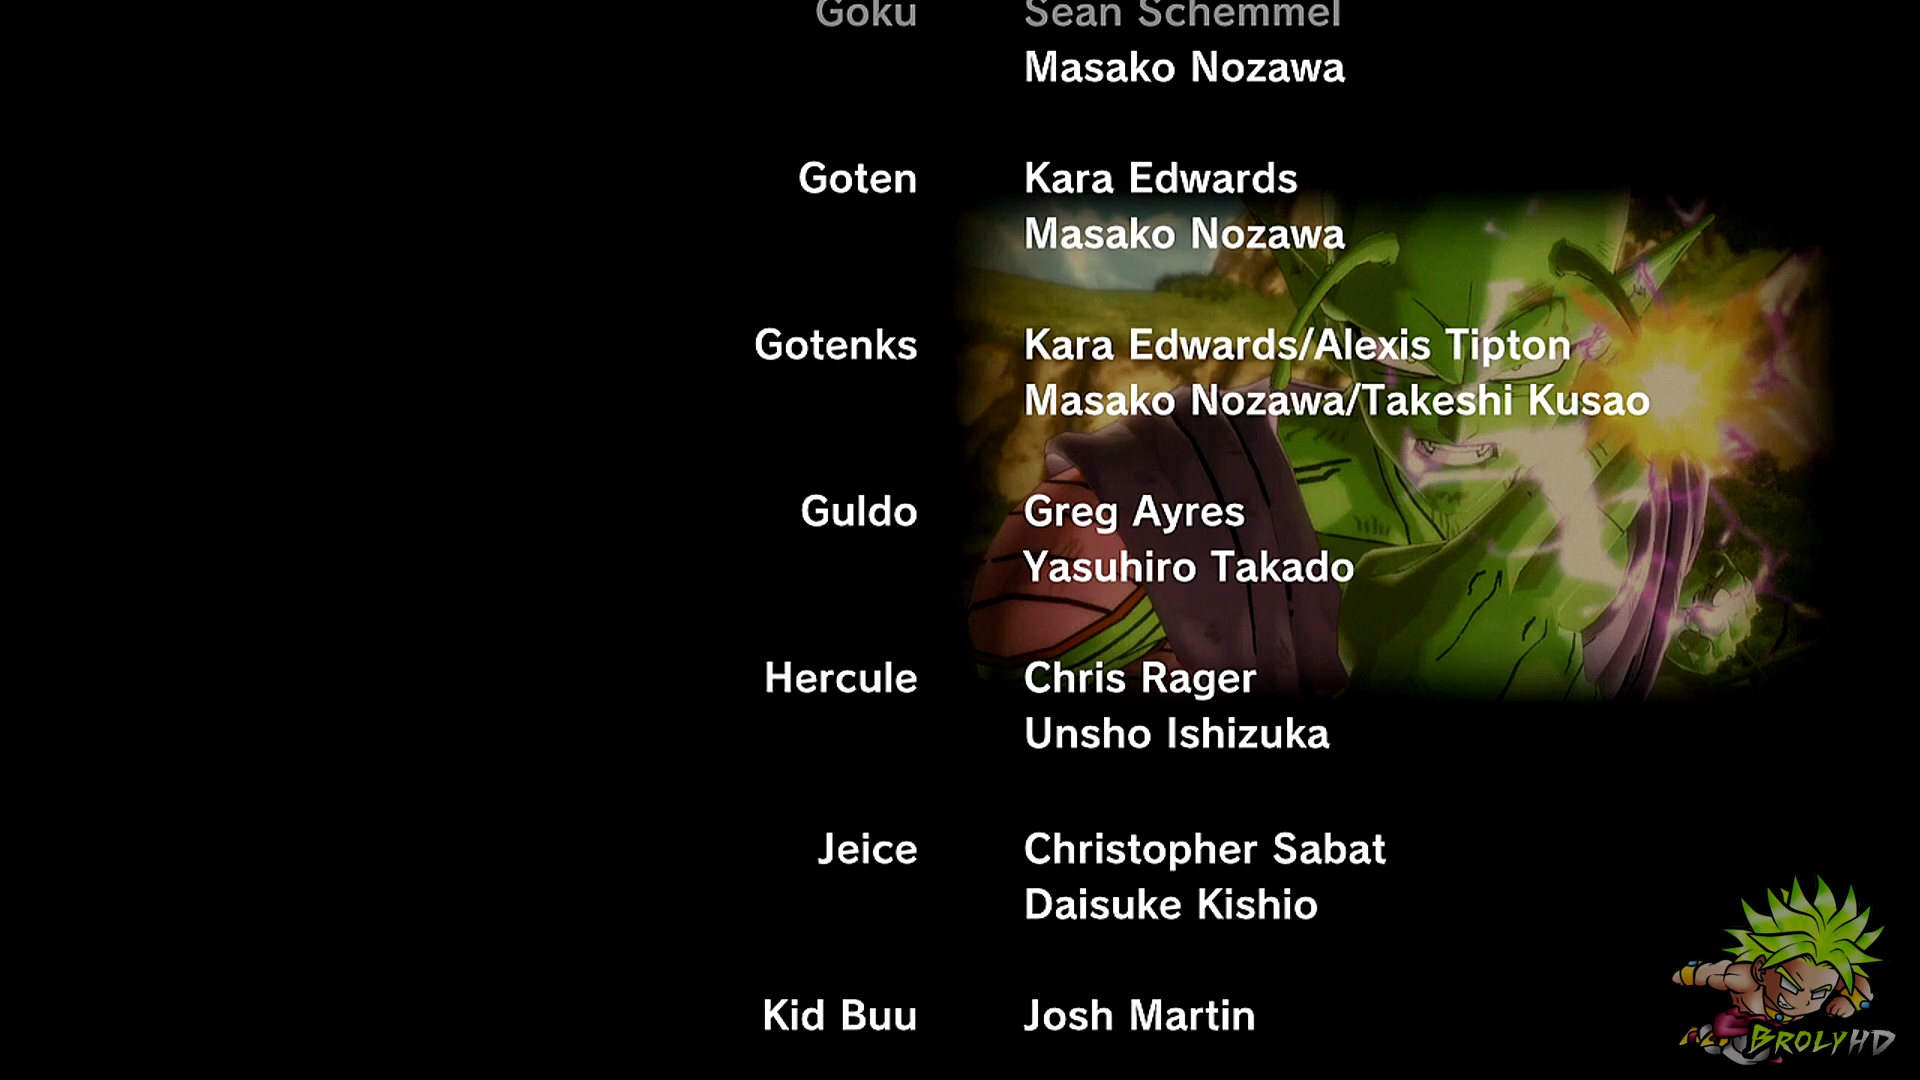 Goku Sean Schemmel
Masako Nozawa
Goten Kara Edwards
Masako Nozawa
Gotenks Kara Edwards/Alexis Tipton
Masako Nozawa/Takeshi Kusao
Guldo Greg Ayres
Yasuhiro Takado
Hercule Chris Rager
Unsho Ishizuka
Jeice Christopher Sabat
Daisuke Kishio
Kid Buu Josh Martin
BROLYHD